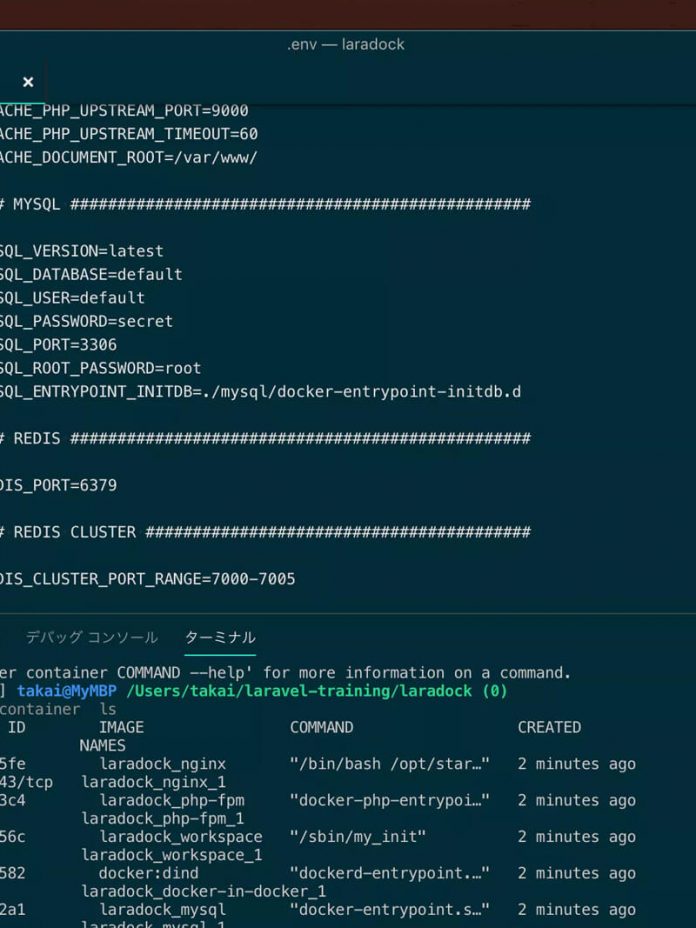 .env — laradock
ACHE_PHP_UPSTREAM_PORT=9000
ACHE_PHP_UPSTREAM_TIMEOUT=60
ACHE_DOCUMENT_ROOT=/var/www/
# MYSQL #################################################
SQL_VERSION=latest
SQL_DATABASE=default
SQL_USER=default
SQL_PASSWORD=secret
SQL_PORT=3306
SQL_ROOT_PASSWORD=root
SQL_ENTRYPOINT_INITDB=./mysql/docker-entrypoint-initdb.d
# REDIS #################################################
DIS_PORT=6379
# REDIS CLUSTER #########################################
DIS_CLUSTER_PORT_RANGE=7000-7005
デバッグ コンソール ターミナル
er container COMMAND --help' for more information on a command.
] takai@MyMBP /Users/takai/laravel-training/laradock (0)
container ls
ID IMAGE COMMAND CREATED
NAMES
5fe laradock_nginx "/bin/bash /opt/star…" 2 minutes ago
43/tcp laradock_nginx_1
3c4 laradock_php-fpm "docker-php-entrypoi…" 2 minutes ago
laradock_php-fpm_1
56c laradock_workspace "/sbin/my_init" 2 minutes ago
laradock_workspace_1
582 docker:dind "dockerd-entrypoint.…" 2 minutes ago
laradock_docker-in-docker_1
2a1 laradock_mysql "docker-entrypoint.s…" 2 minutes ago
laradock_mysql_1